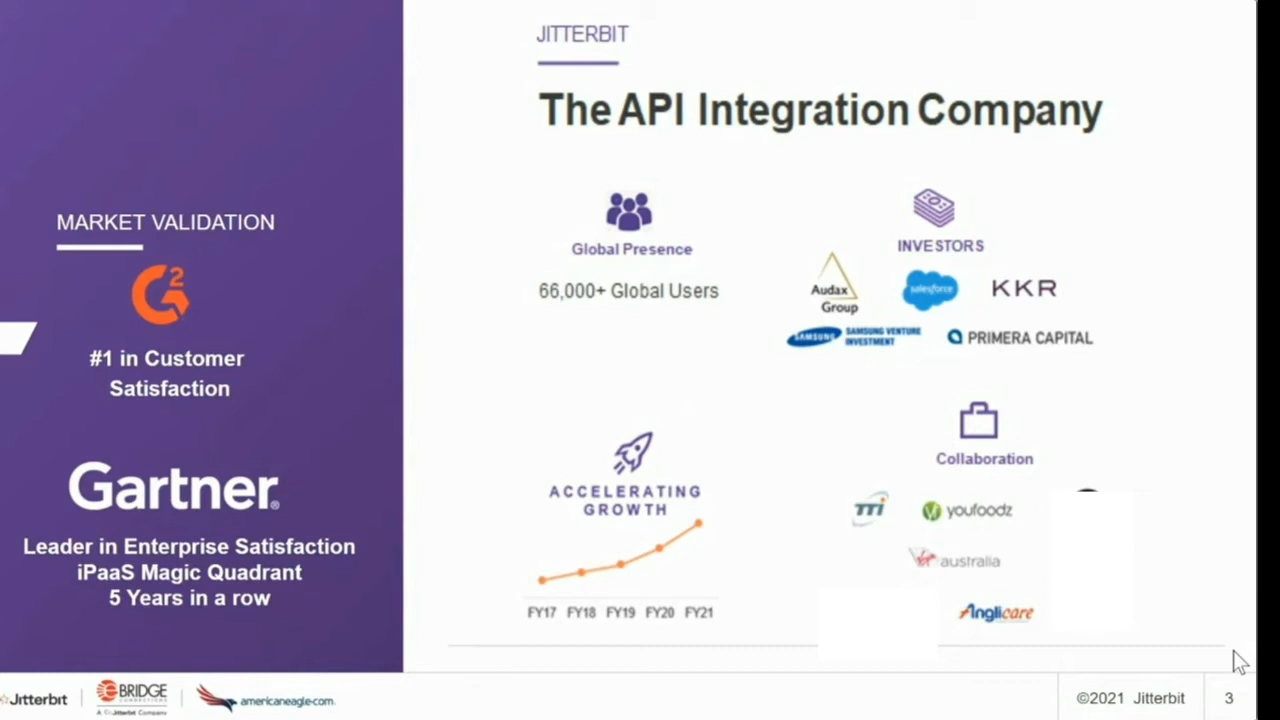 MARKET VALIDATION
G2
#1 in Customer
Satisfaction
Gartner®
Leader in Enterprise Satisfaction
iPaaS Magic Quadrant
5 Years in a row
JITTERBIT
The API Integration Company
Global Presence
66,000+ Global Users
INVESTORS
Audax
Group
salesforce
KKR
SAMSUNG
SAMSUNG VENTURE
INVESTMENT
PRIMERA CAPITAL
ACCELERATING
GROWTH
FY17 FY18 FY19 FY20 FY21
Collaboration
TTi
youfoodz
virgin australia
Anglicare
Jitterbit
eBRIDGE
CONNECTIONS
A Jitterbit Company
americaneagle.com
©2021 Jitterbit
3